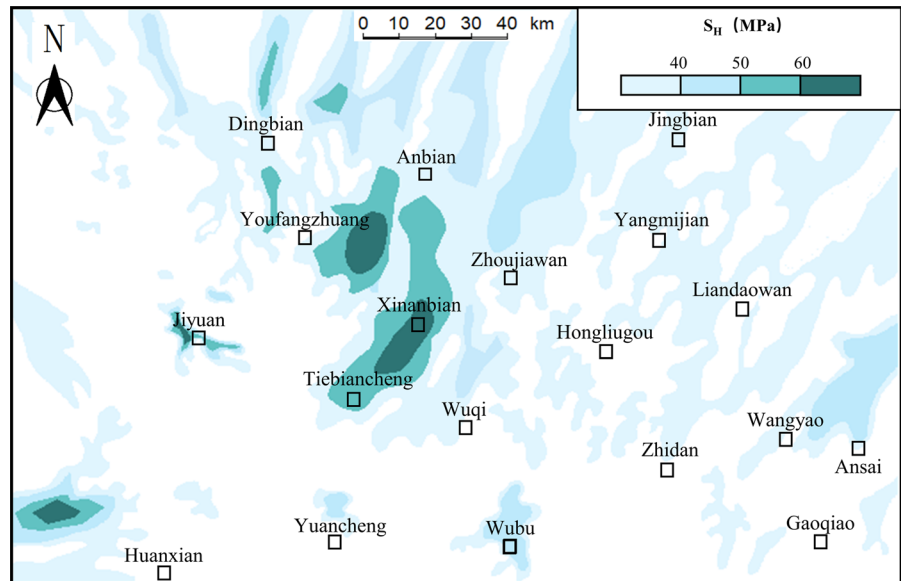 N
0 10 20 30 40 km
S_H (MPa)
40 50 60
Dingbian
Jingbian
Anbian
Youfangzhuang
Yangmijian
Zhoujiawan
Liandaowan
Xinanbian
Jiyuan
Hongliugou
Tiebiancheng
Wuqi
Wangyao
Zhidan
Ansai
Yuancheng
Wubu
Gaoqiao
Huanxian